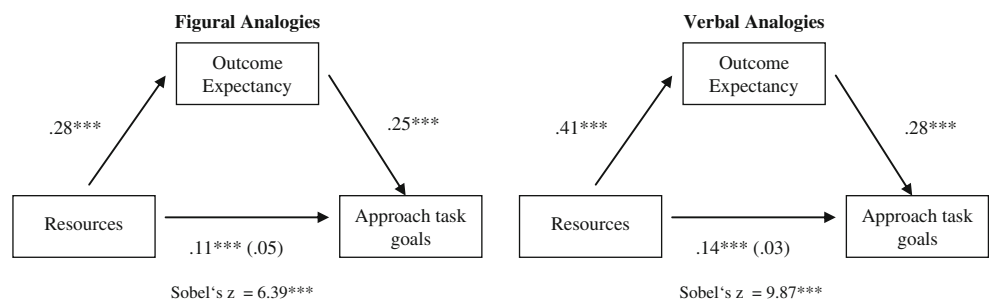 Figural Analogies
Outcome
Expectancy
.28***
.25***
Resources
Approach task
goals
.11*** (.05)
Sobel‘s z = 6.39***
Verbal Analogies
Outcome
Expectancy
.41***
.28***
Resources
Approach task
goals
.14*** (.03)
Sobel‘s z = 9.87***